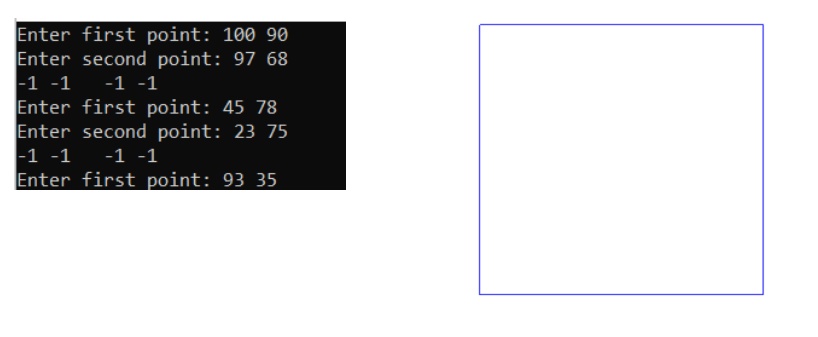 Enter first point: 100 90
Enter second point: 97 68
-1 -1   -1 -1
Enter first point: 45 78
Enter second point: 23 75
-1 -1   -1 -1
Enter first point: 93 35